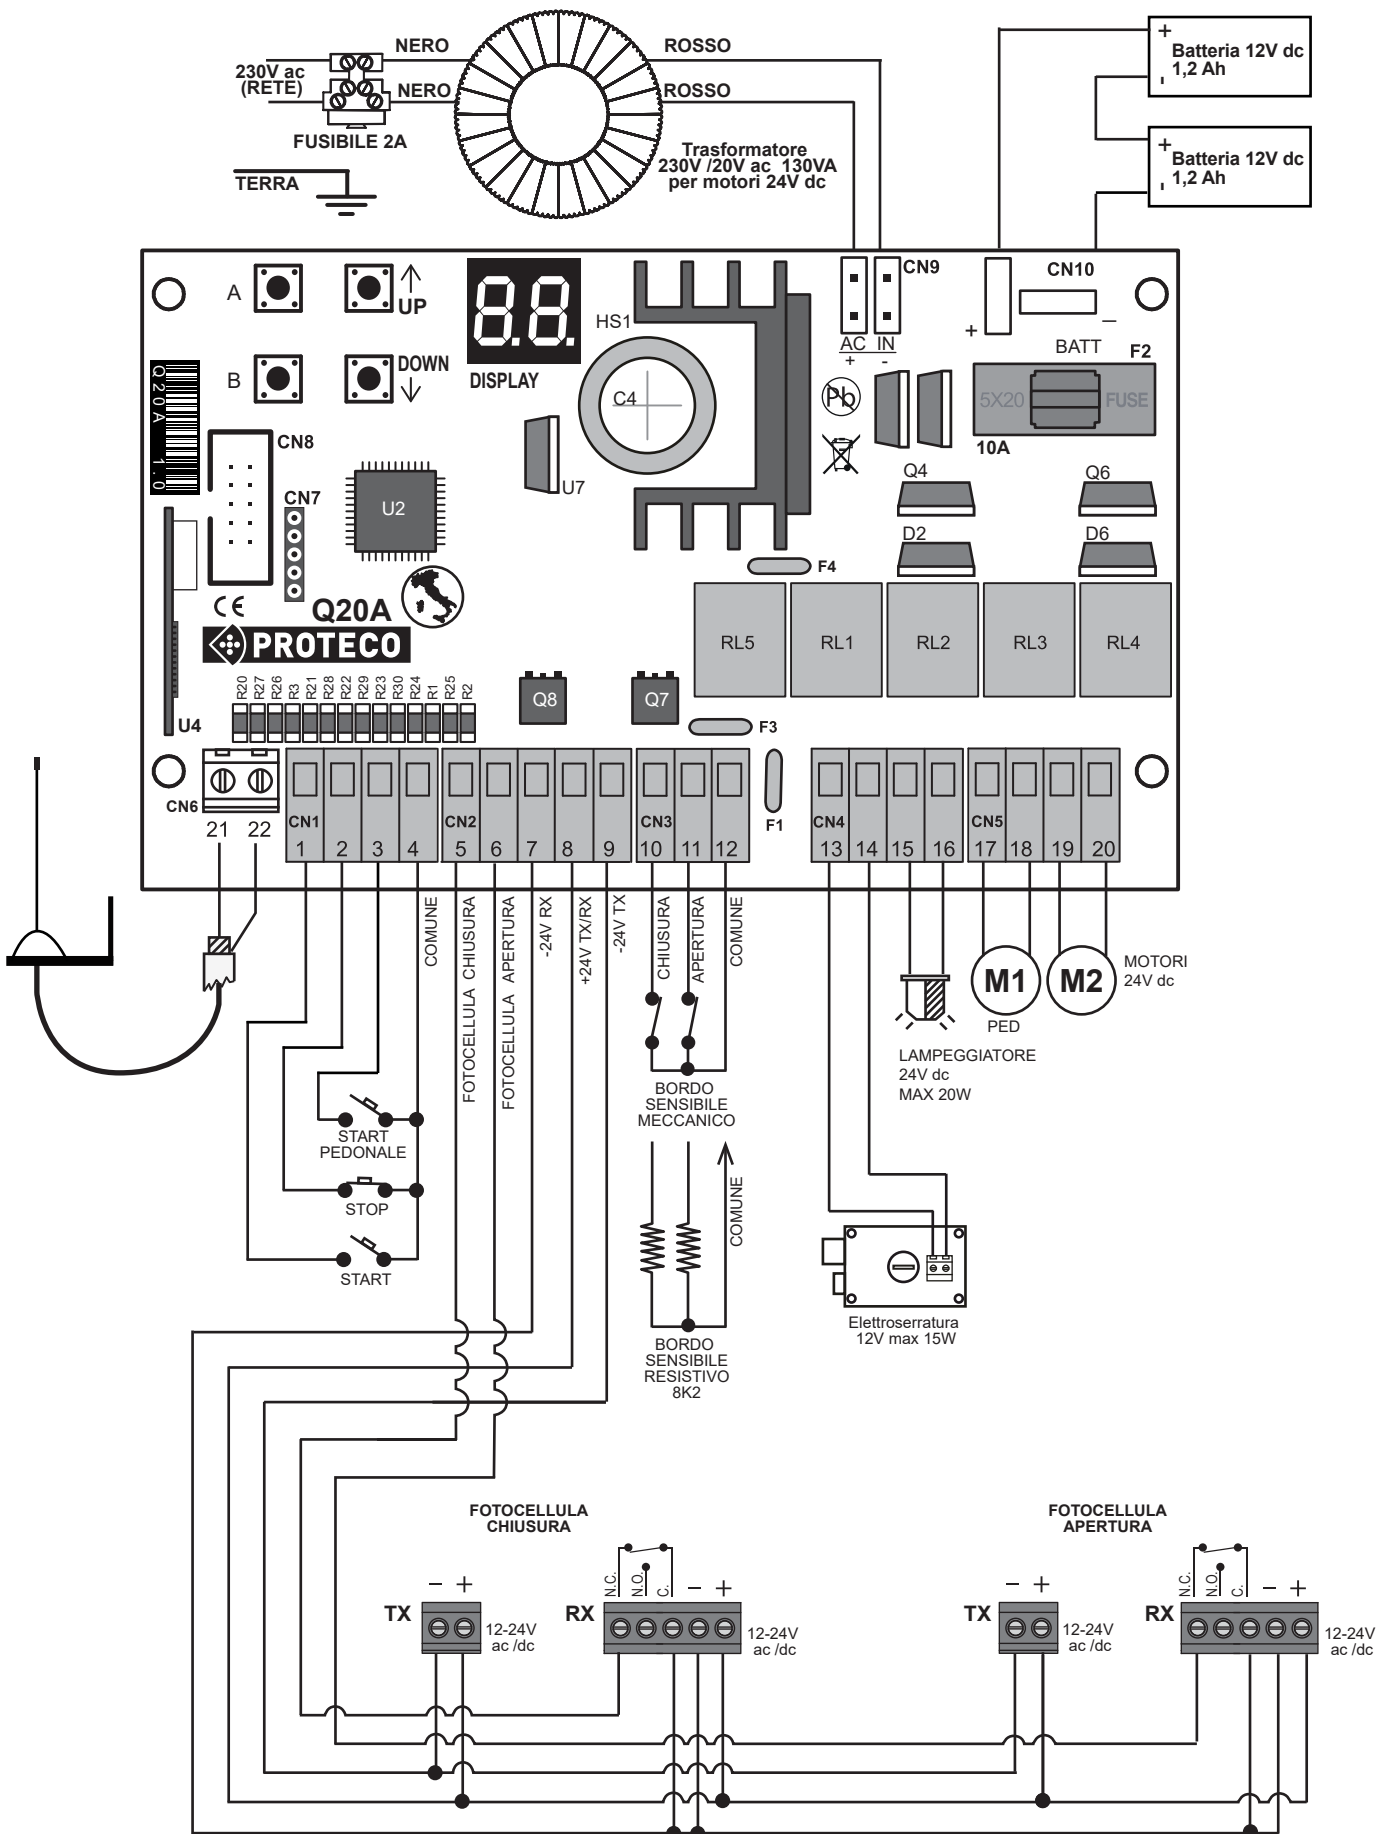 230V ac
(RETE)
NERO
NERO
FUSIBILE 2A
TERRA
ROSSO
ROSSO
Trasformatore
230V /20V ac 130VA
per motori 24V dc
+
Batteria 12V dc
1,2 Ah
-
+
Batteria 12V dc
1,2 Ah
-
A
UP
B
DOWN
8.8.
DISPLAY
HS1
C4
CN9
AC IN
+ -
CN10
+
–
BATT
F2
5X20
FUSE
10A
Pb
Q20A 1.0
CN8
CN7
U2
U7
Q4
Q6
D2
D6
F4
CE
Q20A
PROTECO
RL5
RL1
RL2
RL3
RL4
R20
R27
R26
R3
R21
R28
R22
R29
R23
R30
R24
R1
R25
R2
Q8
Q7
U4
F3
F1
CN6
21 22
CN1
1 2 3 4
CN2
5 6 7 8 9
CN3
10 11 12
CN4
13 14 15 16
CN5
17 18 19 20
COMUNE
FOTOCELLULA CHIUSURA
FOTOCELLULA APERTURA
-24V RX
+24V TX/RX
-24V TX
CHIUSURA
APERTURA
COMUNE
M1
M2
MOTORI
24V dc
PED
LAMPEGGIATORE
24V dc
MAX 20W
START
PEDONALE
STOP
START
BORDO
SENSIBILE
MECCANICO
COMUNE
BORDO
SENSIBILE
RESISTIVO
8K2
Elettroserratura
12V max 15W
FOTOCELLULA
CHIUSURA
FOTOCELLULA
APERTURA
TX
– +
12-24V
ac /dc
RX
N.C.
N.O.
C.
– +
12-24V
ac /dc
TX
– +
12-24V
ac /dc
RX
N.C.
N.O.
C.
– +
12-24V
ac /dc